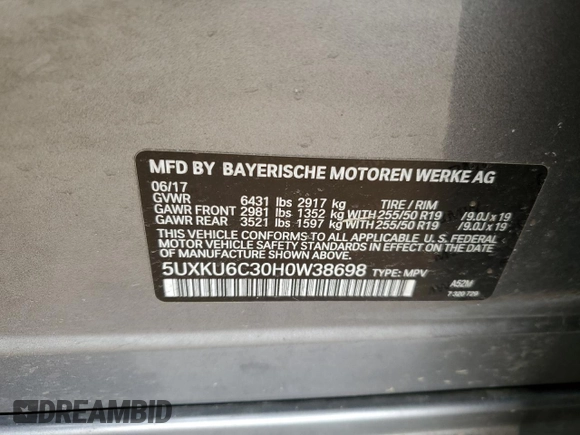 MFD BY BAYERISCHE MOTOREN WERKE AG
06/17
GVWR 6431 lbs 2917 kg TIRE / RIM
GAWR FRONT 2981 lbs 1352 kg WITH 255/50 R19 /9.0J x 19
GAWR REAR 3521 lbs 1597 kg WITH 255/50 R19 /9.0J x 19
THIS VEHICLE CONFORMS TO ALL APPLICABLE U. S. FEDERAL
MOTOR VEHICLE SAFETY STANDARDS IN EFFECT ON THE DATE
OF MANUFACTURE SHOWN ABOVE.
5UXKU6C30H0W38698 TYPE: MPV
A52M
7 320 729
DREAMBID